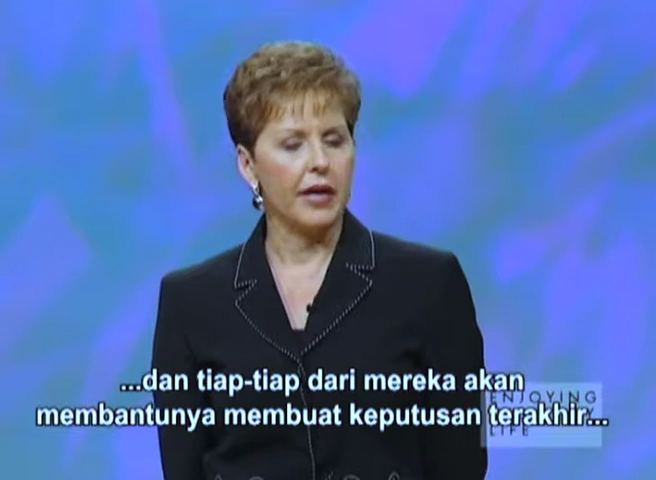 ...dan tiap-tiap dari mereka akan
membantunya membuat keputusan terakhir...
ENJOYING
LIFE